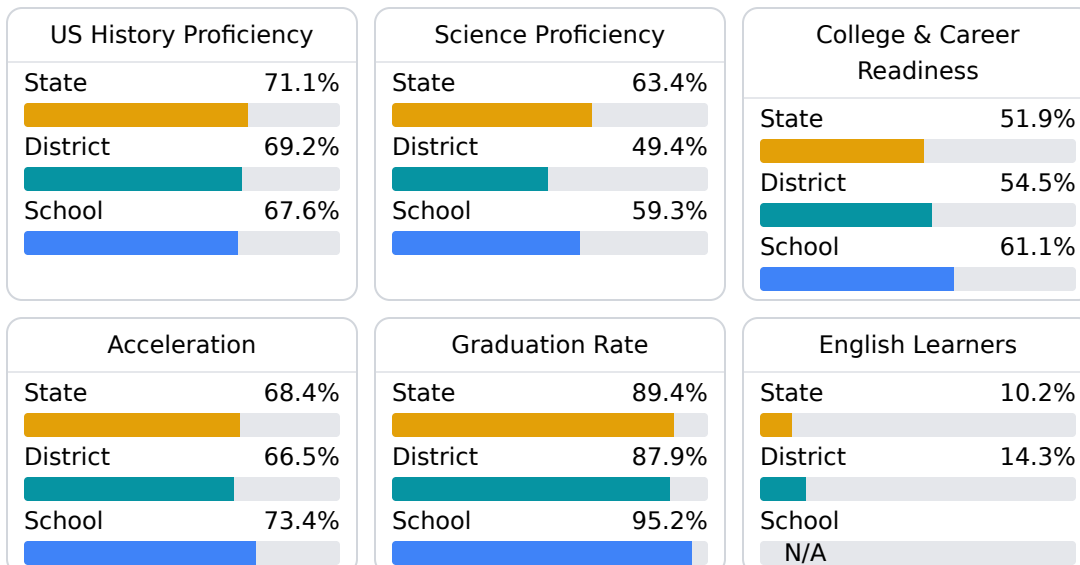 US History Proficiency
State 71.1%
District 69.2%
School 67.6%
Science Proficiency
State 63.4%
District 49.4%
School 59.3%
College & Career
Readiness
State 51.9%
District 54.5%
School 61.1%
Acceleration
State 68.4%
District 66.5%
School 73.4%
Graduation Rate
State 89.4%
District 87.9%
School 95.2%
English Learners
State 10.2%
District 14.3%
School
N/A